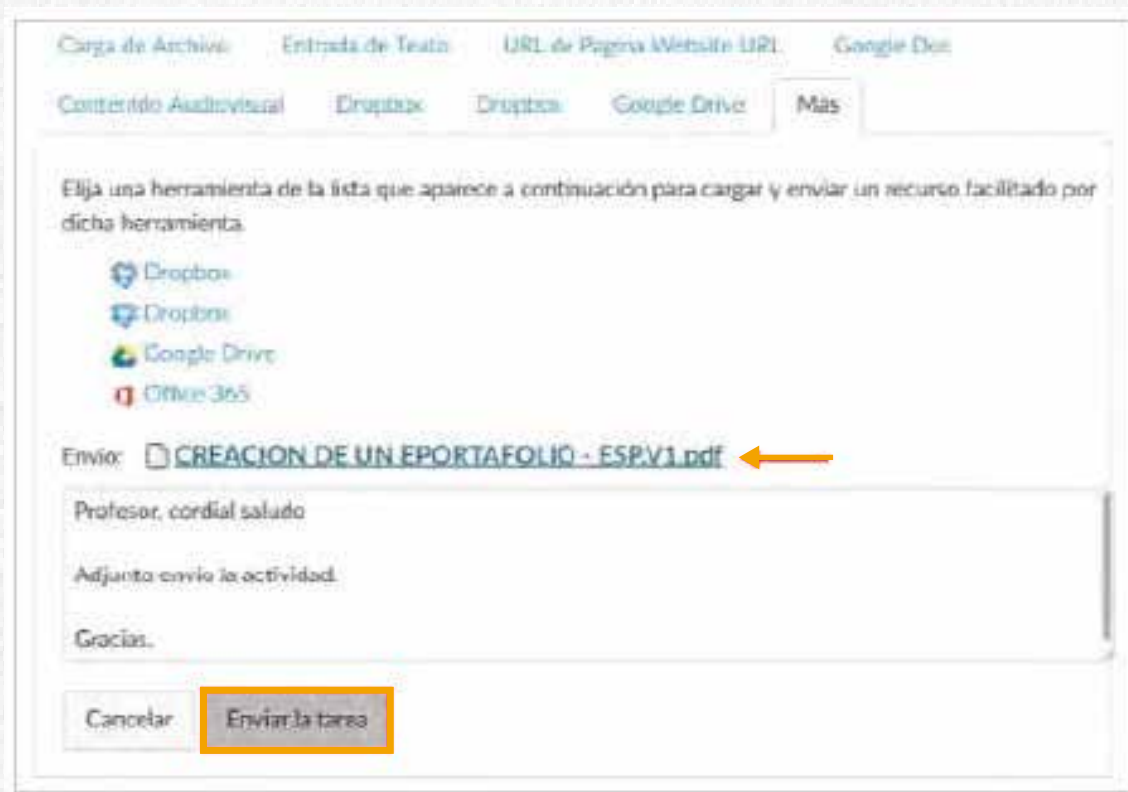 Carga de Archivo Entrada de Texto URL de Pagina Website URL Google Doc
Contenido Audiovisual Dropbox Dropbox Google Drive Más
Elija una herramienta de la lista que aparece a continuación para cargar y enviar un recurso facilitado por
dicha herramienta.
Dropbox
Dropbox
Google Drive
Office 365
Envío: CREACION DE UN EPORTAFOLIO - ESP.V1.pdf
Profesor, cordial saludo
Adjunto envío la actividad.
Gracias.
Cancelar Enviar la tarea